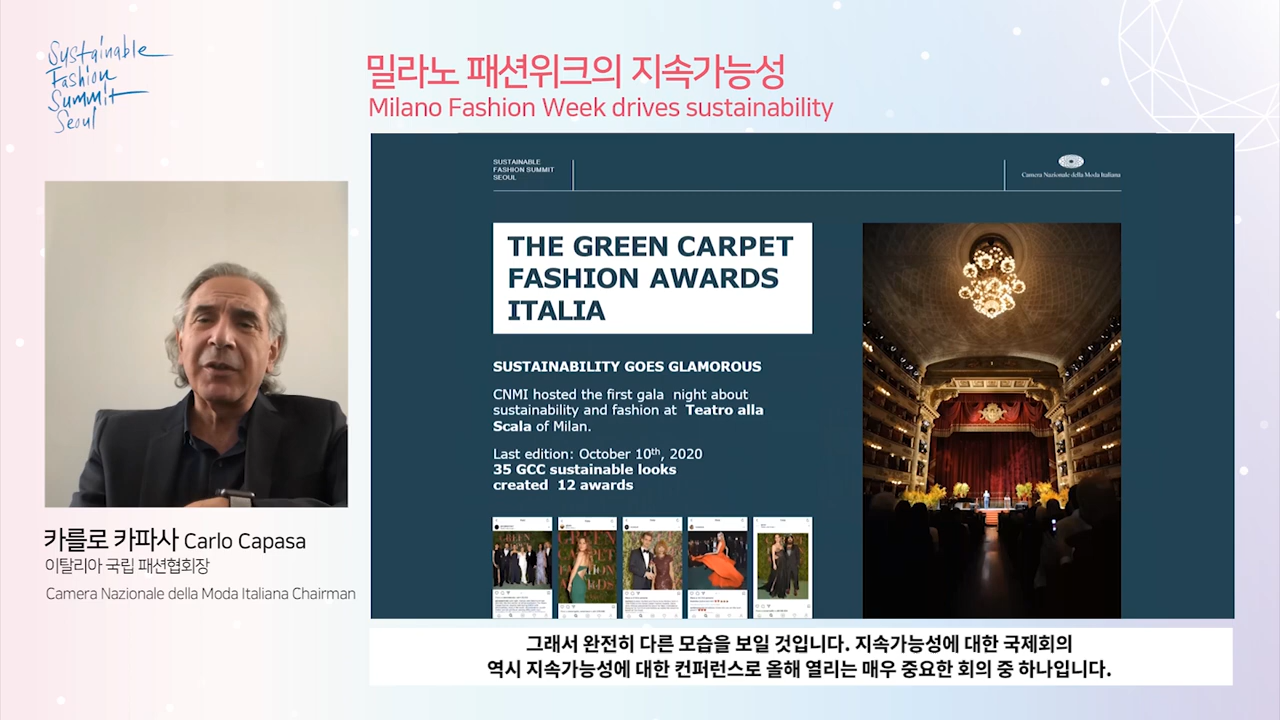 Sustainable
Fashion
Summit
Seoul
밀라노 패션위크의 지속가능성
Milano Fashion Week drives sustainability
SUSTAINABLE
FASHION SUMMIT
SEOUL
Camera Nazionale della Moda Italiana
THE GREEN CARPET
FASHION AWARDS
ITALIA
SUSTAINABILITY GOES GLAMOROUS
CNMI hosted the first gala night about
sustainability and fashion at Teatro alla
Scala of Milan.
Last edition: October 10th, 2020
35 GCC sustainable looks
created 12 awards
카를로 카파사 Carlo Capasa
이탈리아 국립 패션협회장
Camera Nazionale della Moda Italiana Chairman
그래서 완전히 다른 모습을 보일 것입니다. 지속가능성에 대한 국제회의
역시 지속가능성에 대한 컨퍼런스로 올해 열리는 매우 중요한 회의 중 하나입니다.